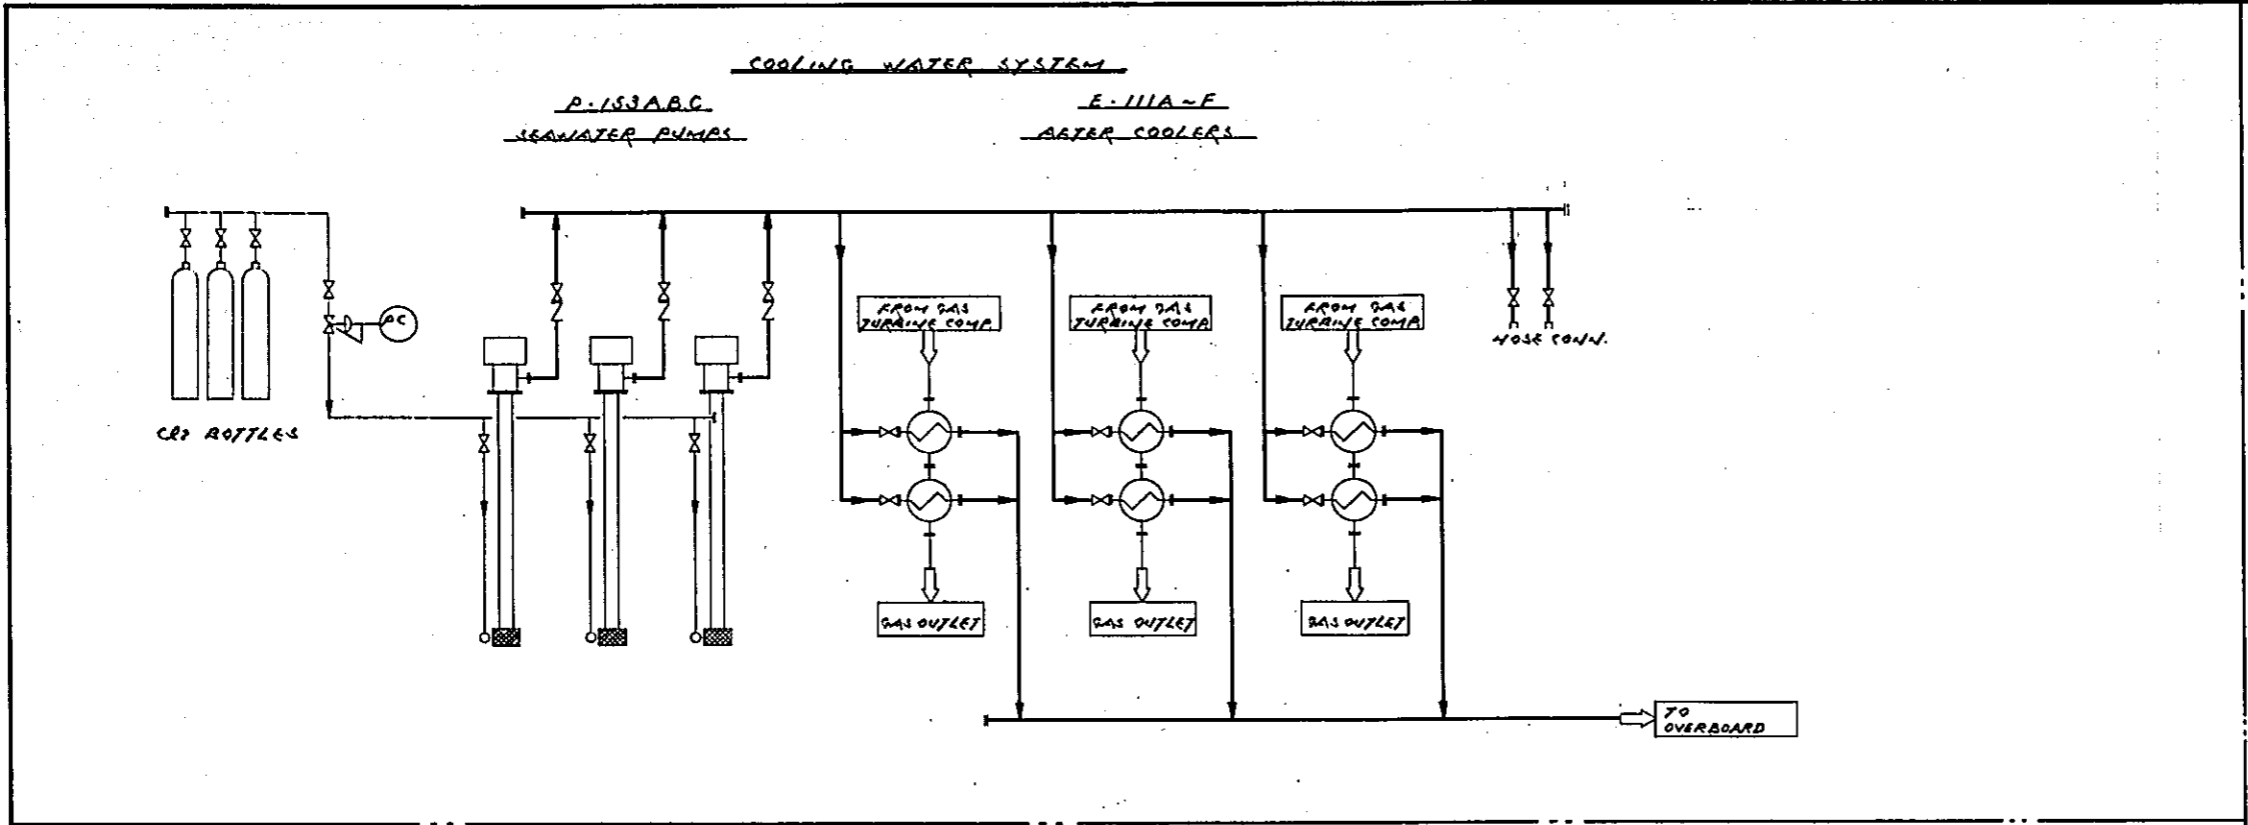 COOLING WATER SYSTEM
P-153A.B.C
SEAWATER PUMPS
E-111A~F
AFTER COOLERS
FROM GAS
TURBINE COMP.
FROM GAS
TURBINE COMP.
FROM GAS
TURBINE COMP.
PC
HOSE CONN.
Cl2 BOTTLES
GAS OUTLET
GAS OUTLET
GAS OUTLET
TO
OVERBOARD